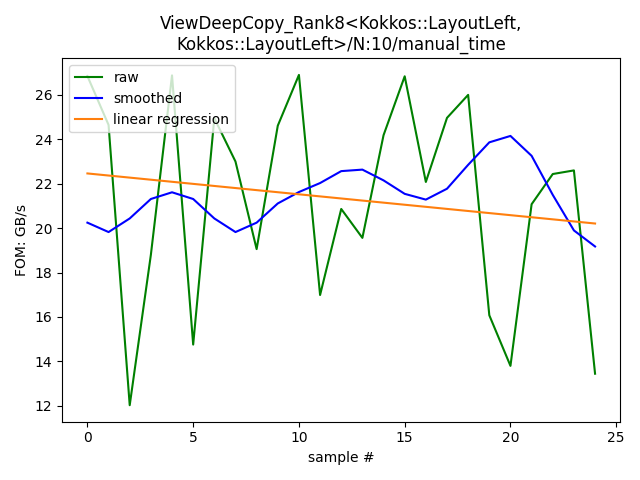 ViewDeepCopy_Rank8<Kokkos::LayoutLeft,
Kokkos::LayoutLeft>/N:10/manual_time
raw
smoothed
linear regression
FOM: GB/s
26
24
22
20
18
16
14
12
0
5
10
15
20
25
sample #